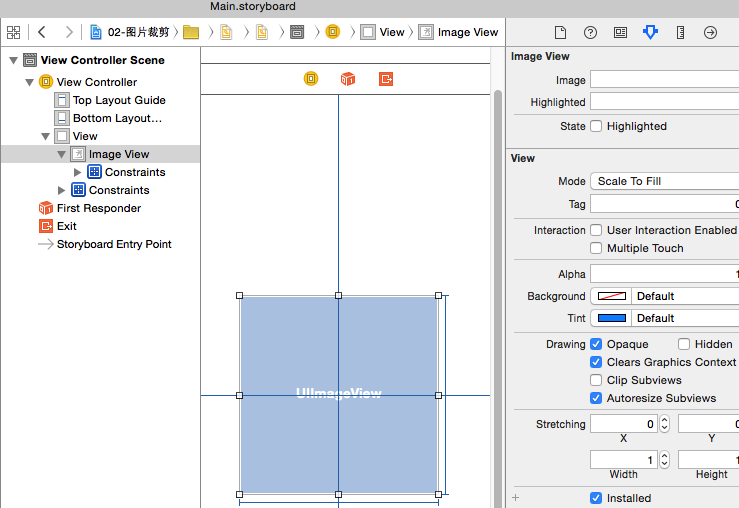 Main.storyboard
02-图片裁剪
View
Image View
View Controller Scene
View Controller
Top Layout Guide
Bottom Layout…
View
Image View
Constraints
Constraints
First Responder
Exit
Storyboard Entry Point
UIImageView
Image View
Image
Highlighted
State Highlighted
View
Mode Scale To Fill
Tag 0
Interaction User Interaction Enabled
Multiple Touch
Alpha 1
Background Default
Tint Default
Drawing Opaque Hidden
Clears Graphics Context
Clip Subviews
Autoresize Subviews
Stretching 0 0
X Y
1 1
Width Height
+ Installed